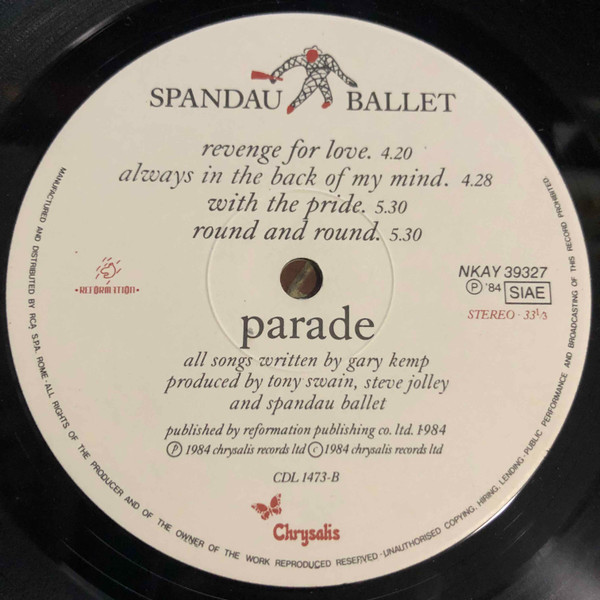 SPANDAU BALLET
revenge for love. 4.20
always in the back of my mind. 4.28
with the pride. 5.30
round and round. 5.30
•REFORMATION•
NKAY 39327
Ⓟ '84 SIAE
STEREO · 33⅓
parade
all songs written by gary kemp
produced by tony swain, steve jolley
and spandau ballet
published by reformation publishing co. ltd. 1984
Ⓟ 1984 chrysalis records ltd © 1984 chrysalis records ltd
CDL 1473-B
Chrysalis
MANUFACTURED AND DISTRIBUTED BY RCA S.P.A. ROME · ALL RIGHTS OF THE PRODUCER AND OF THE OWNER OF THE WORK REPRODUCED RESERVED · UNAUTHORISED COPYING, HIRING, LENDING · PUBLIC PERFORMANCE AND BROADCASTING OF THIS RECORD PROHIBITED